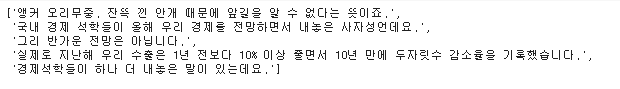 ['앵커 오리무중, 잔뜩 낀 안개 때문에 앞길을 알 수 없다는 뜻이죠.',
'국내 경제 석학들이 올해 우리 경제를 전망하면서 내놓은 사자성언데요.',
'그리 반가운 전망은 아닙니다.',
'실제로 지난해 우리 수출은 1년 전보다 10% 이상 줄면서 10년 만에 두자릿수 감소율을 기록했습니다.',
'경제석학들이 하나 더 내놓은 말이 있는데요.']